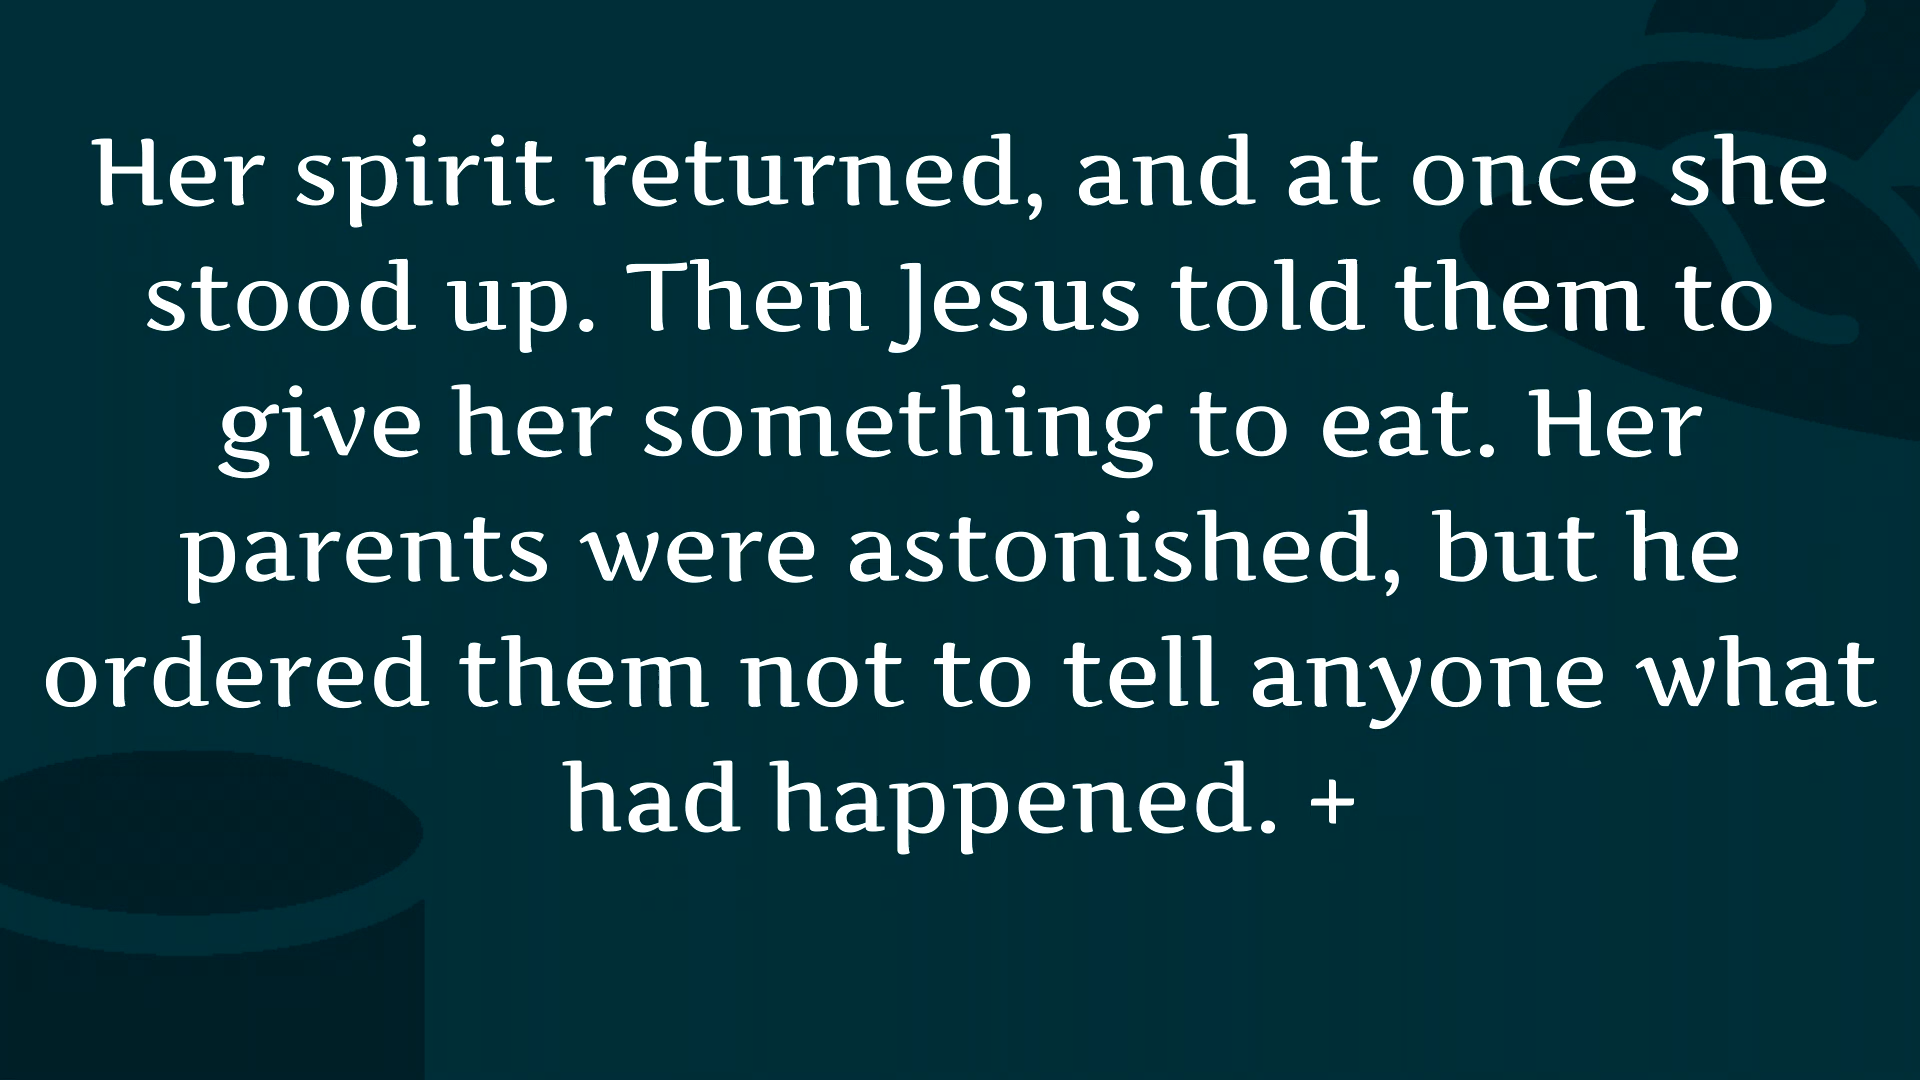 Her spirit returned, and at once she
stood up. Then Jesus told them to
give her something to eat. Her
parents were astonished, but he
ordered them not to tell anyone what
had happened. +